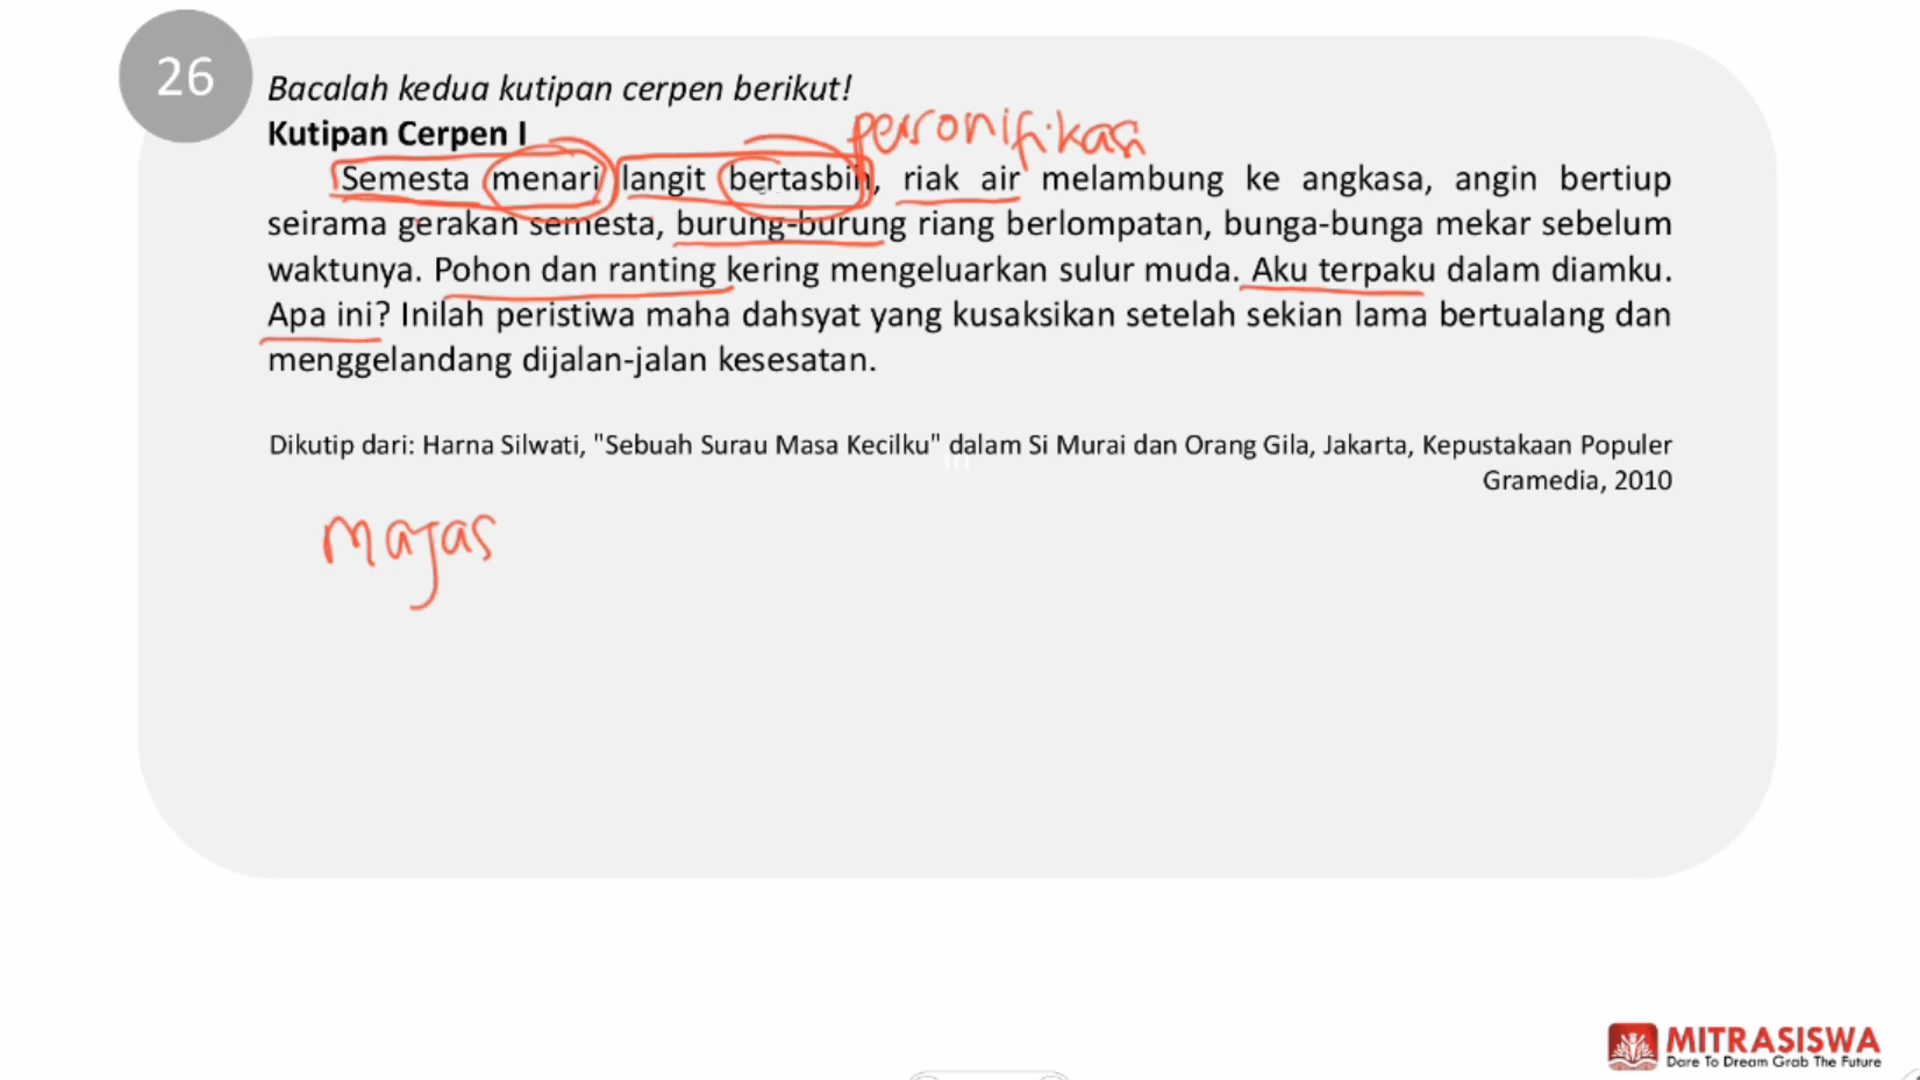 26
Bacalah kedua kutipan cerpen berikut!
Kutipan Cerpen I
personifikasi
Semesta menari langit bertasbih, riak air melambung ke angkasa, angin bertiup
seirama gerakan semesta, burung-burung riang berlompatan, bunga-bunga mekar sebelum
waktunya. Pohon dan ranting kering mengeluarkan sulur muda. Aku terpaku dalam diamku.
Apa ini? Inilah peristiwa maha dahsyat yang kusaksikan setelah sekian lama bertualang dan
menggelandang dijalan-jalan kesesatan.
Dikutip dari: Harna Silwati, "Sebuah Surau Masa Kecilku" dalam Si Murai dan Orang Gila, Jakarta, Kepustakaan Populer
Gramedia, 2010
majas
MITRASISWA
Dare To Dream Grab The Future